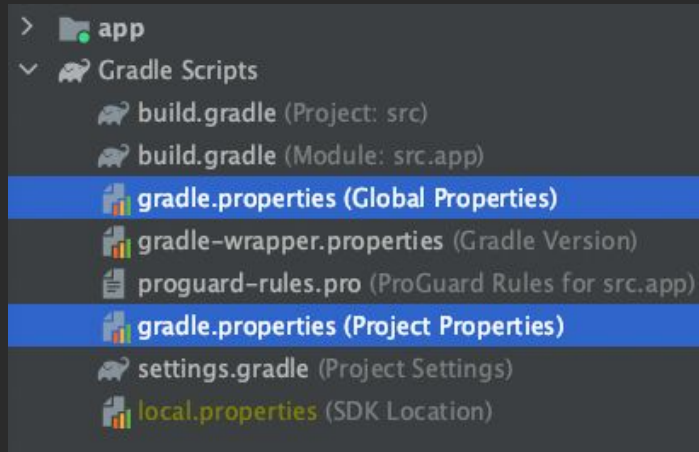 app
Gradle Scripts
build.gradle (Project: src)
build.gradle (Module: src.app)
gradle.properties (Global Properties)
gradle-wrapper.properties (Gradle Version)
proguard-rules.pro (ProGuard Rules for src.app)
gradle.properties (Project Properties)
settings.gradle (Project Settings)
local.properties (SDK Location)